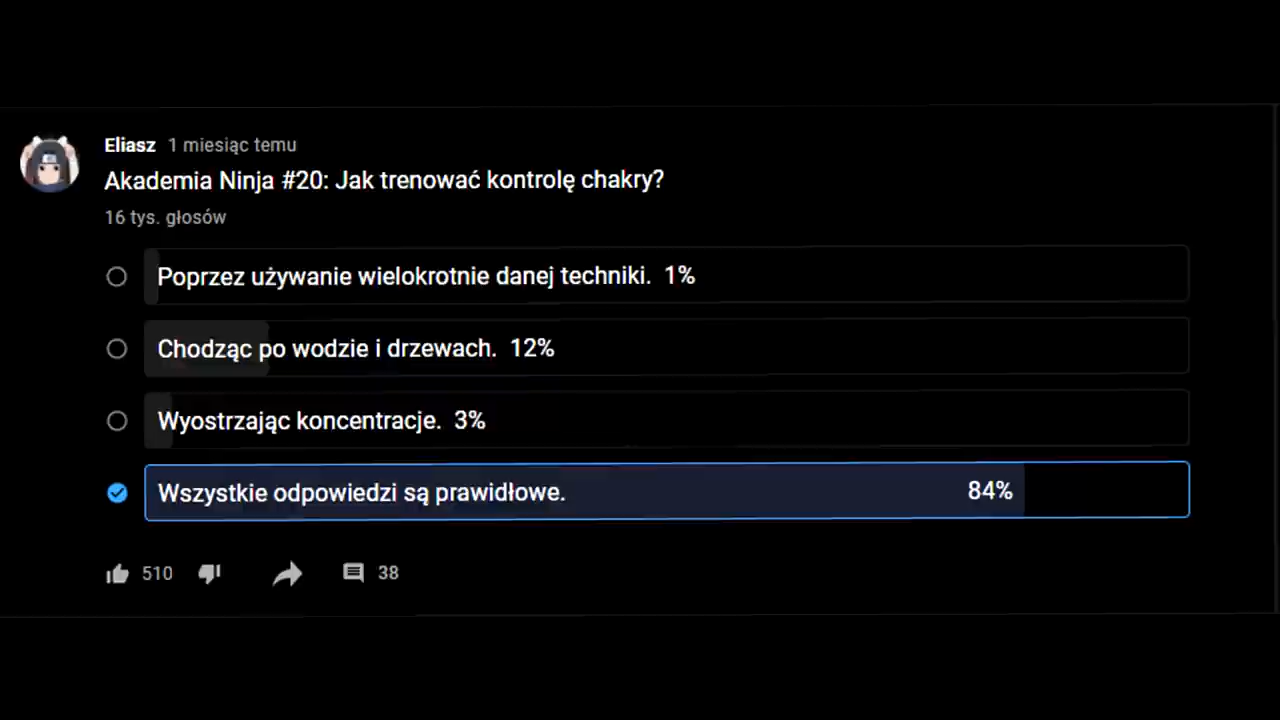 Eliasz 1 miesiąc temu
Akademia Ninja #20: Jak trenować kontrolę chakry?
16 tys. głosów
Poprzez używanie wielokrotnie danej techniki. 1%
Chodząc po wodzie i drzewach. 12%
Wyostrzając koncentracje. 3%
Wszystkie odpowiedzi są prawidłowe. 84%
510 38